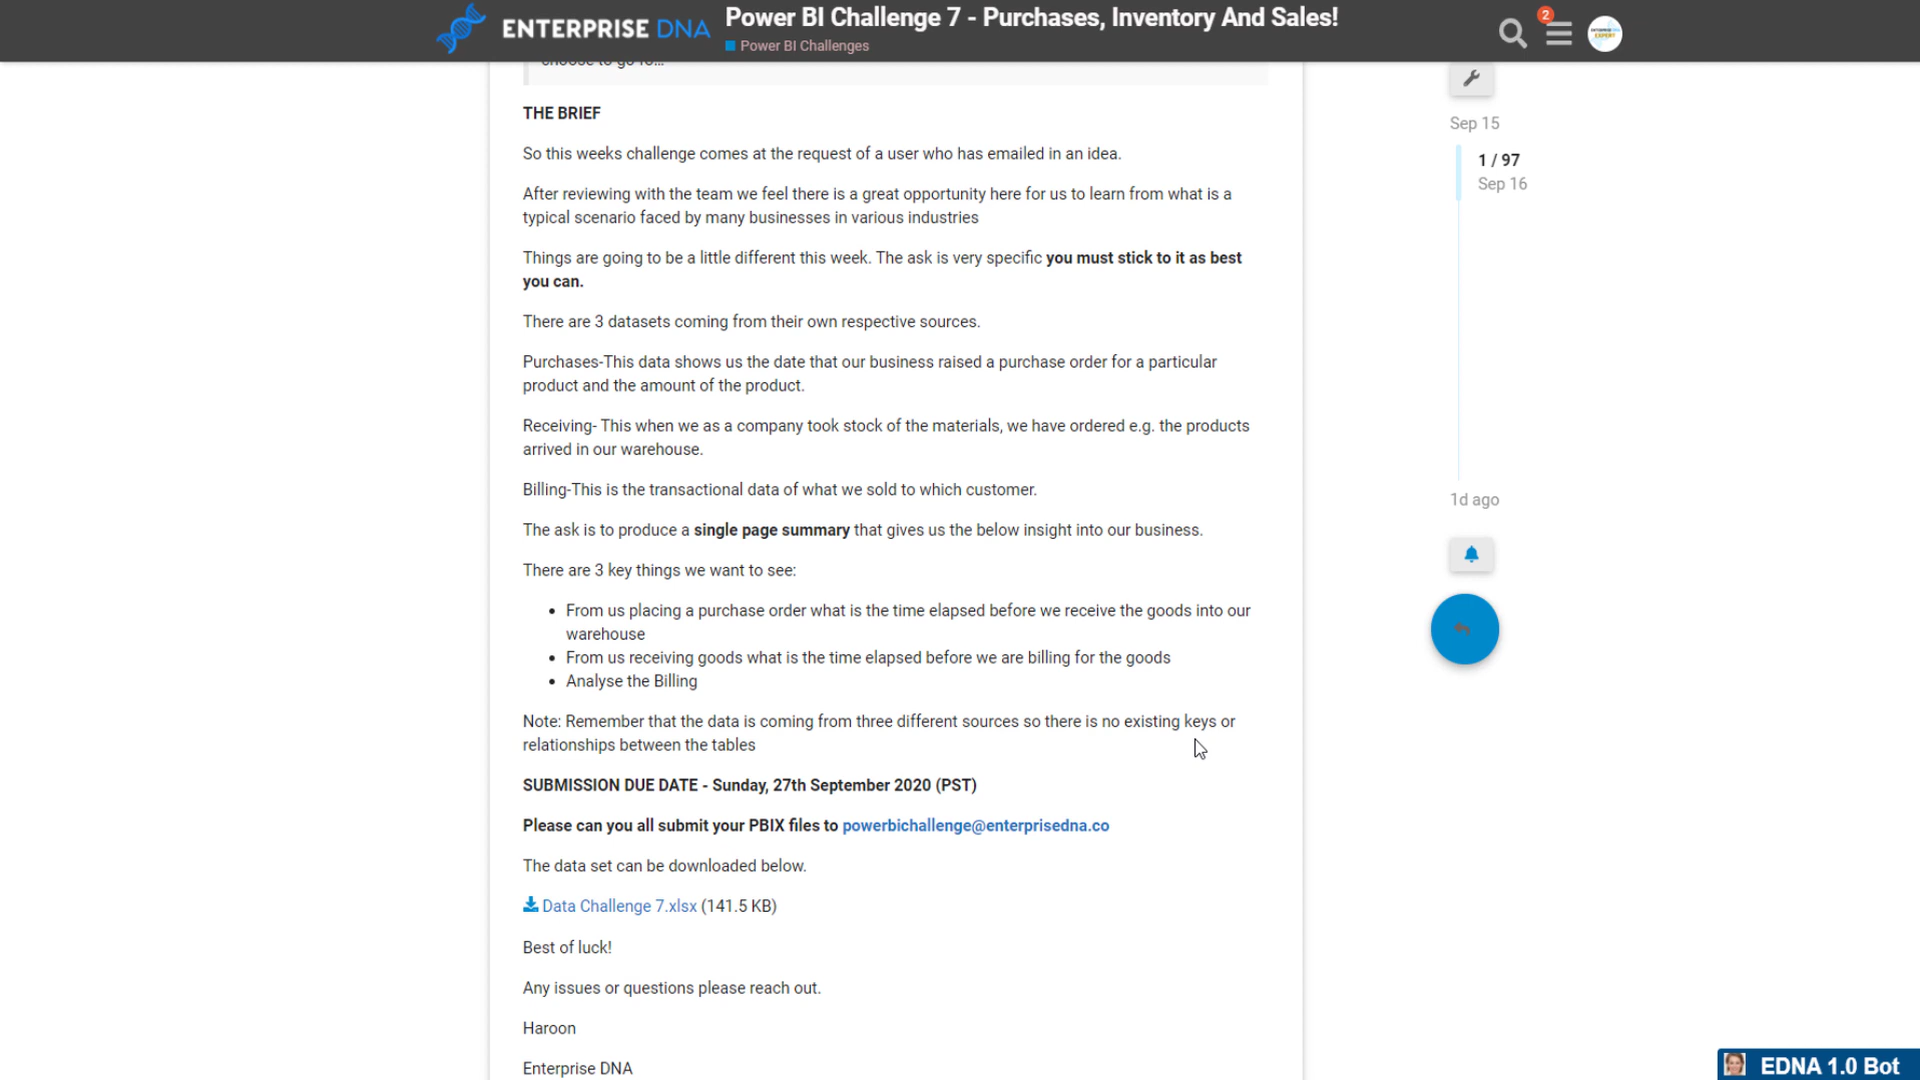 ENTERPRISE DNA
Power BI Challenge 7 - Purchases, Inventory And Sales!
Power BI Challenges
2
choose to go to...
THE BRIEF
So this weeks challenge comes at the request of a user who has emailed in an idea.
After reviewing with the team we feel there is a great opportunity here for us to learn from what is a
typical scenario faced by many businesses in various industries
Things are going to be a little different this week. The ask is very specific you must stick to it as best
you can.
There are 3 datasets coming from their own respective sources.
Purchases-This data shows us the date that our business raised a purchase order for a particular
product and the amount of the product.
Receiving- This when we as a company took stock of the materials, we have ordered e.g. the products
arrived in our warehouse.
Billing-This is the transactional data of what we sold to which customer.
The ask is to produce a single page summary that gives us the below insight into our business.
There are 3 key things we want to see:
• From us placing a purchase order what is the time elapsed before we receive the goods into our
warehouse
• From us receiving goods what is the time elapsed before we are billing for the goods
• Analyse the Billing
Note: Remember that the data is coming from three different sources so there is no existing keys or
relationships between the tables
SUBMISSION DUE DATE - Sunday, 27th September 2020 (PST)
Please can you all submit your PBIX files to powerbichallenge@enterprisedna.co
The data set can be downloaded below.
Data Challenge 7.xlsx (141.5 KB)
Best of luck!
Any issues or questions please reach out.
Haroon
Enterprise DNA
Sep 15
1 / 97
Sep 16
1d ago
EDNA 1.0 Bot